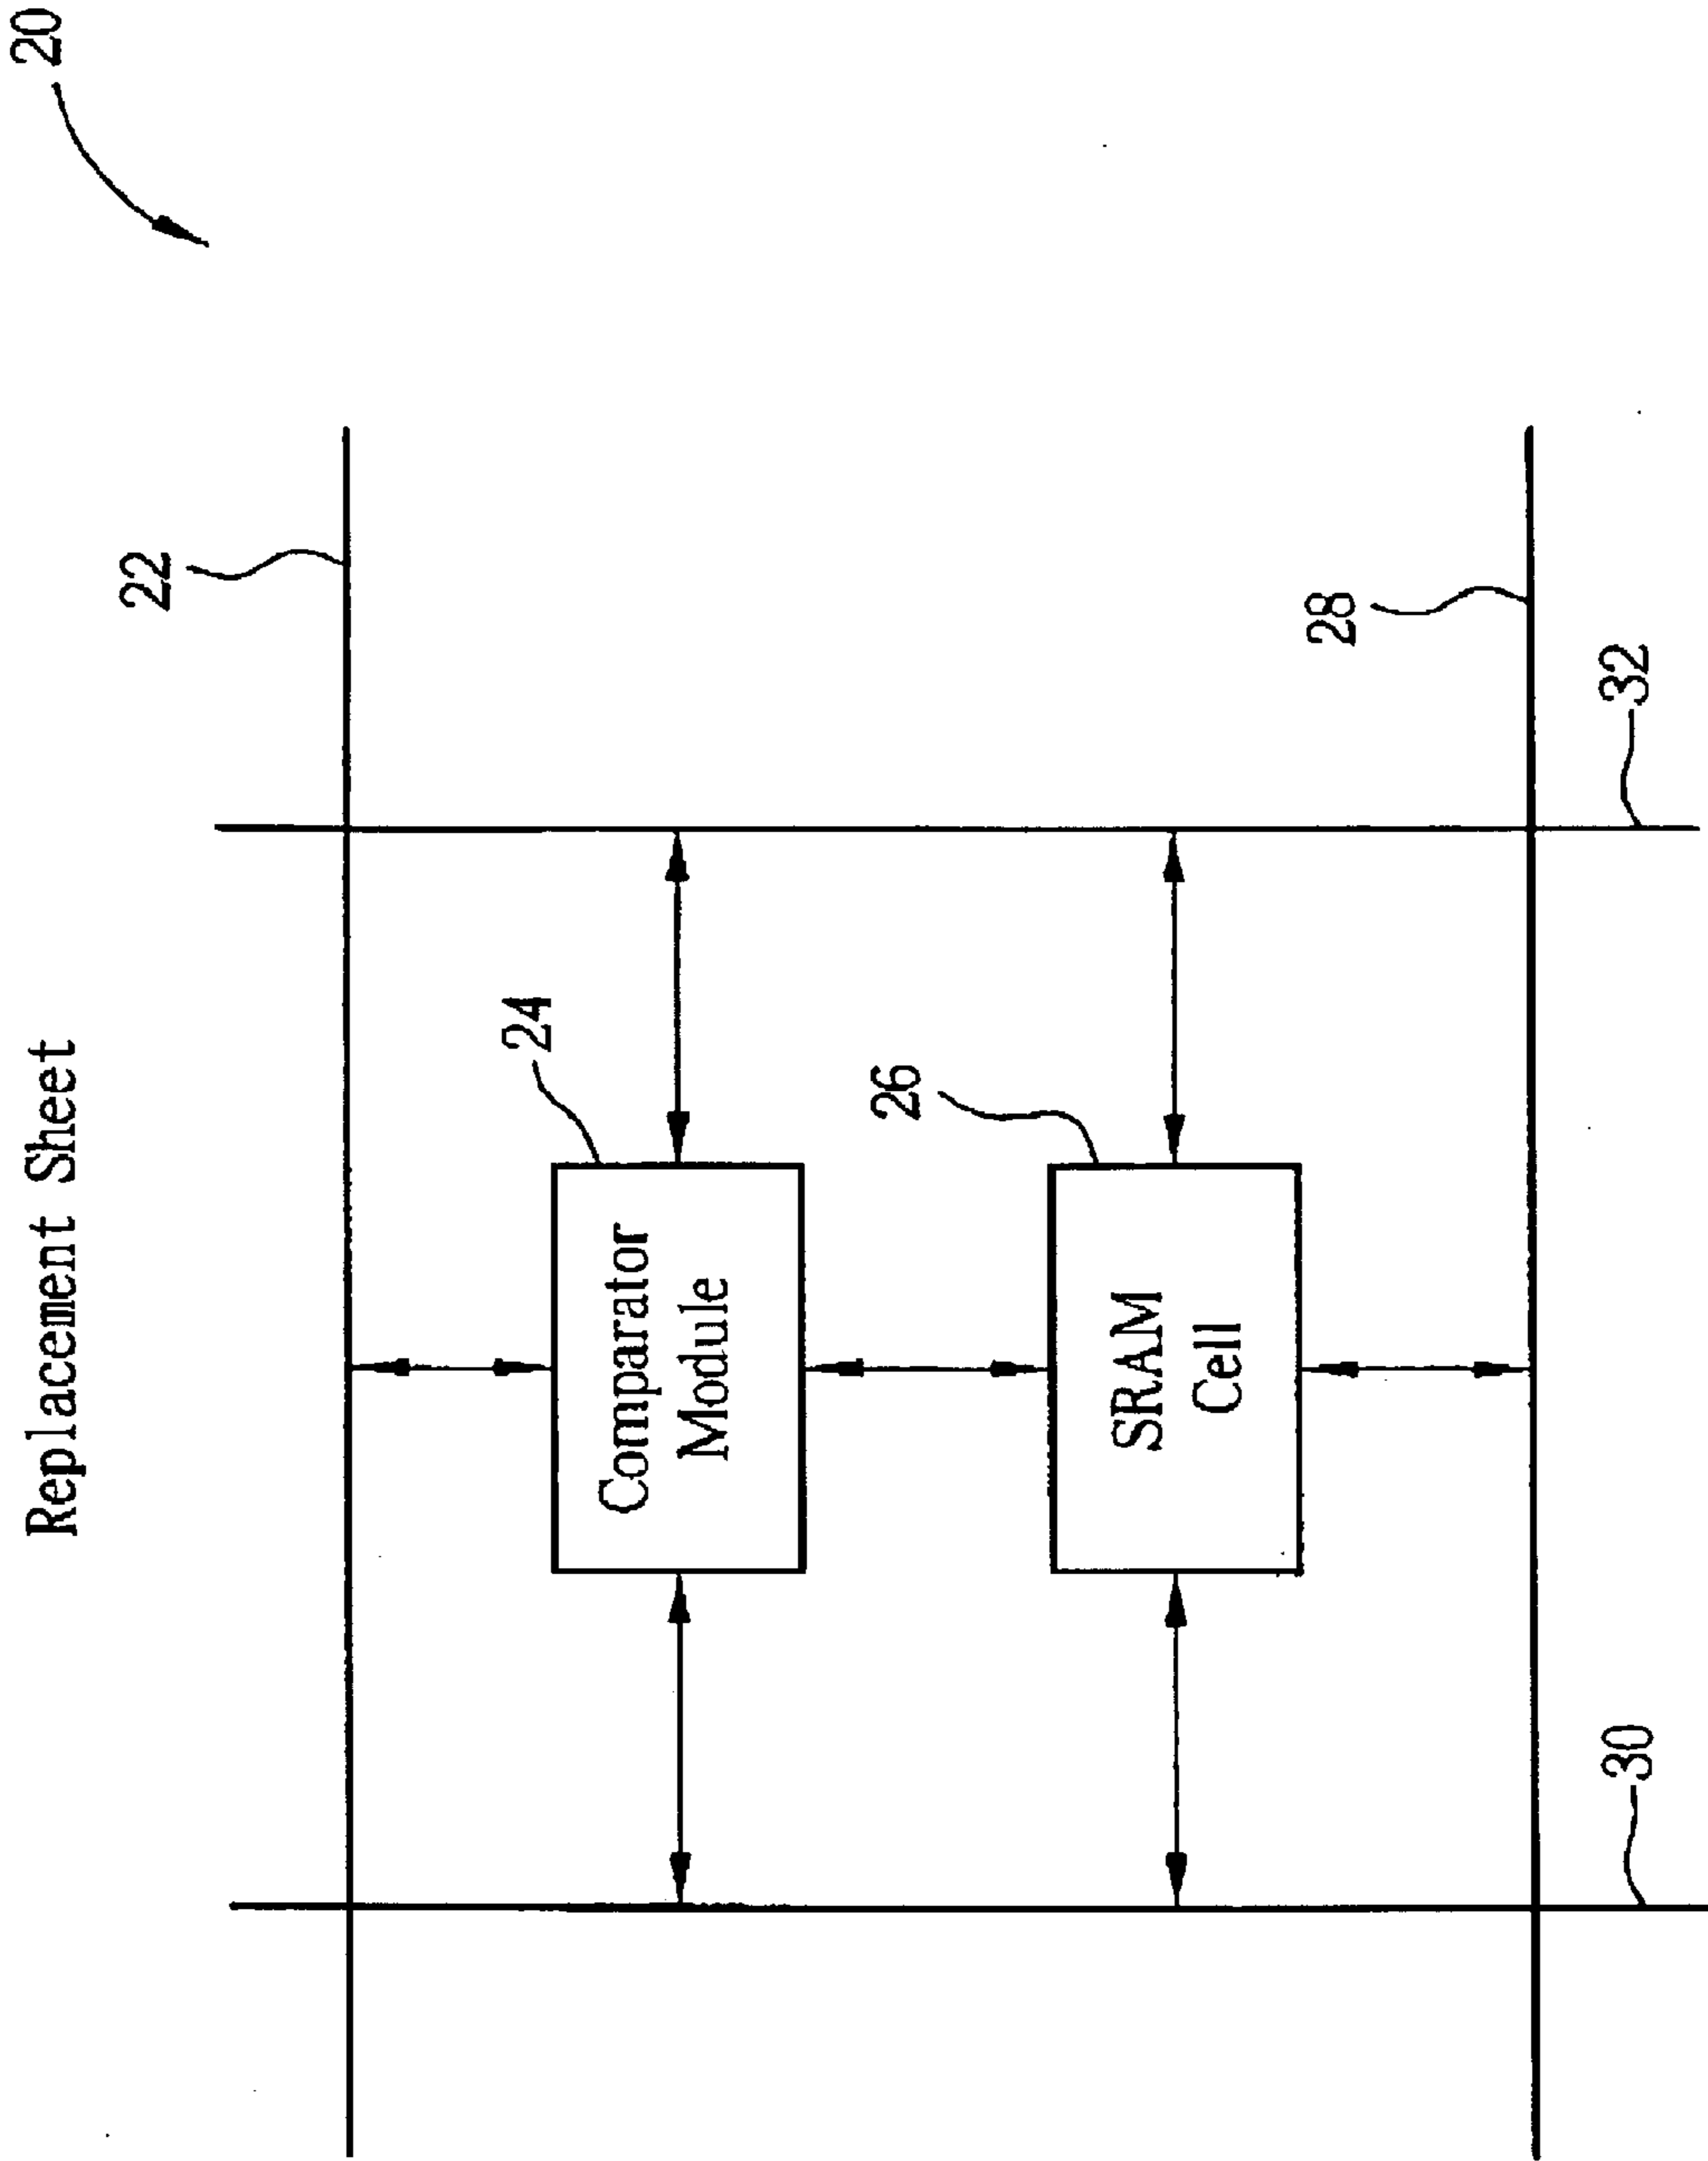 Replacement Sheet
20
22
24
Comparator
Module
26
SRAM
Cell
28
30
32